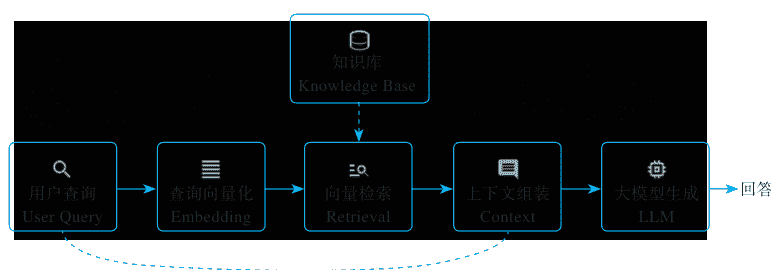 知识库
Knowledge Base
用户查询
User Query
查询向量化
Embedding
向量检索
Retrieval
上下文组装
Context
大模型生成
LLM
回答